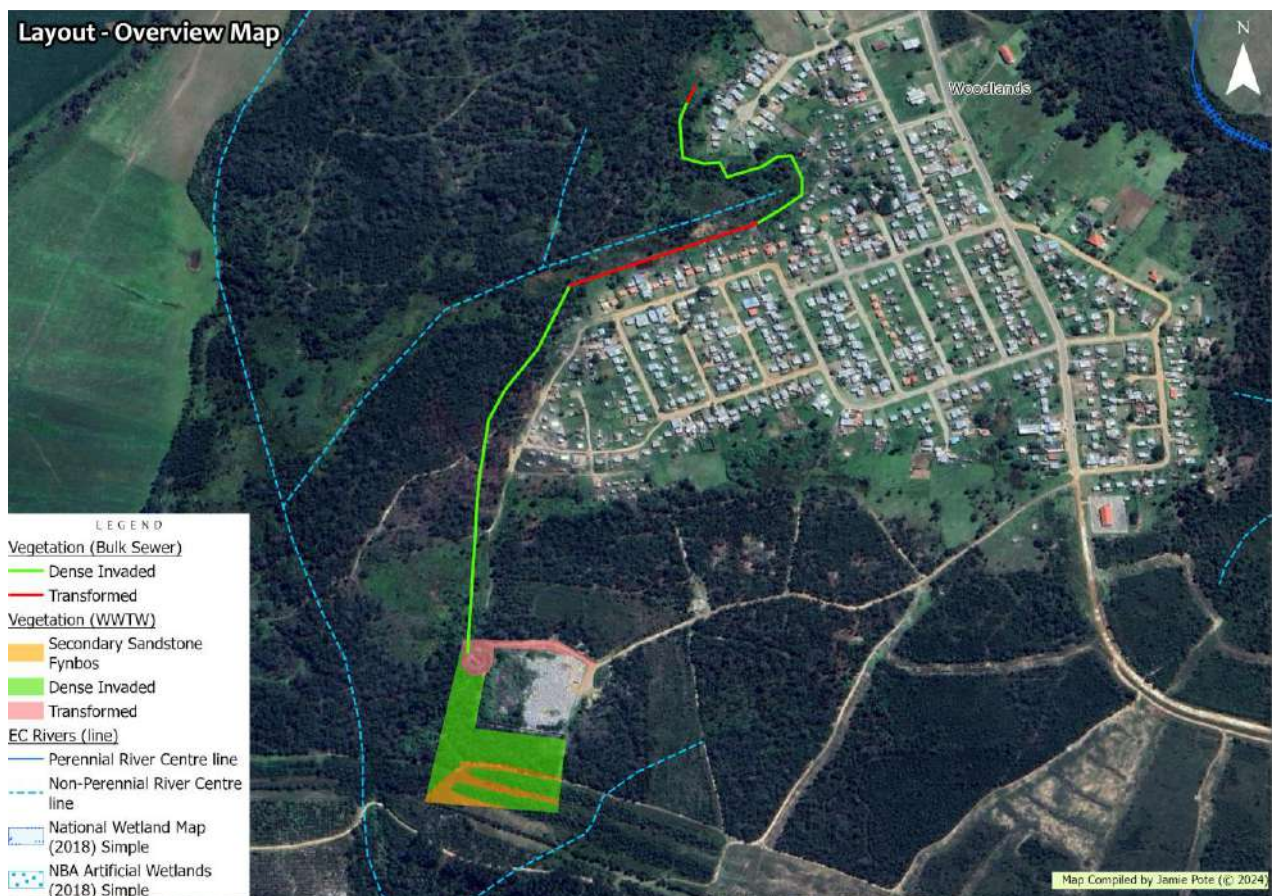 Layout - Overview Map
N
Woodlands
LEGEND
Vegetation (Bulk Sewer)
Dense Invaded
Transformed
Vegetation (WWTW)
Secondary Sandstone
Fynbos
Dense Invaded
Transformed
EC Rivers (line)
Perennial River Centre line
Non-Perennial River Centre
line
National Wetland Map
(2018) Simple
NBA Artificial Wetlands
(2018) Simple
Map Compiled by Jamie Pote (© 2024)